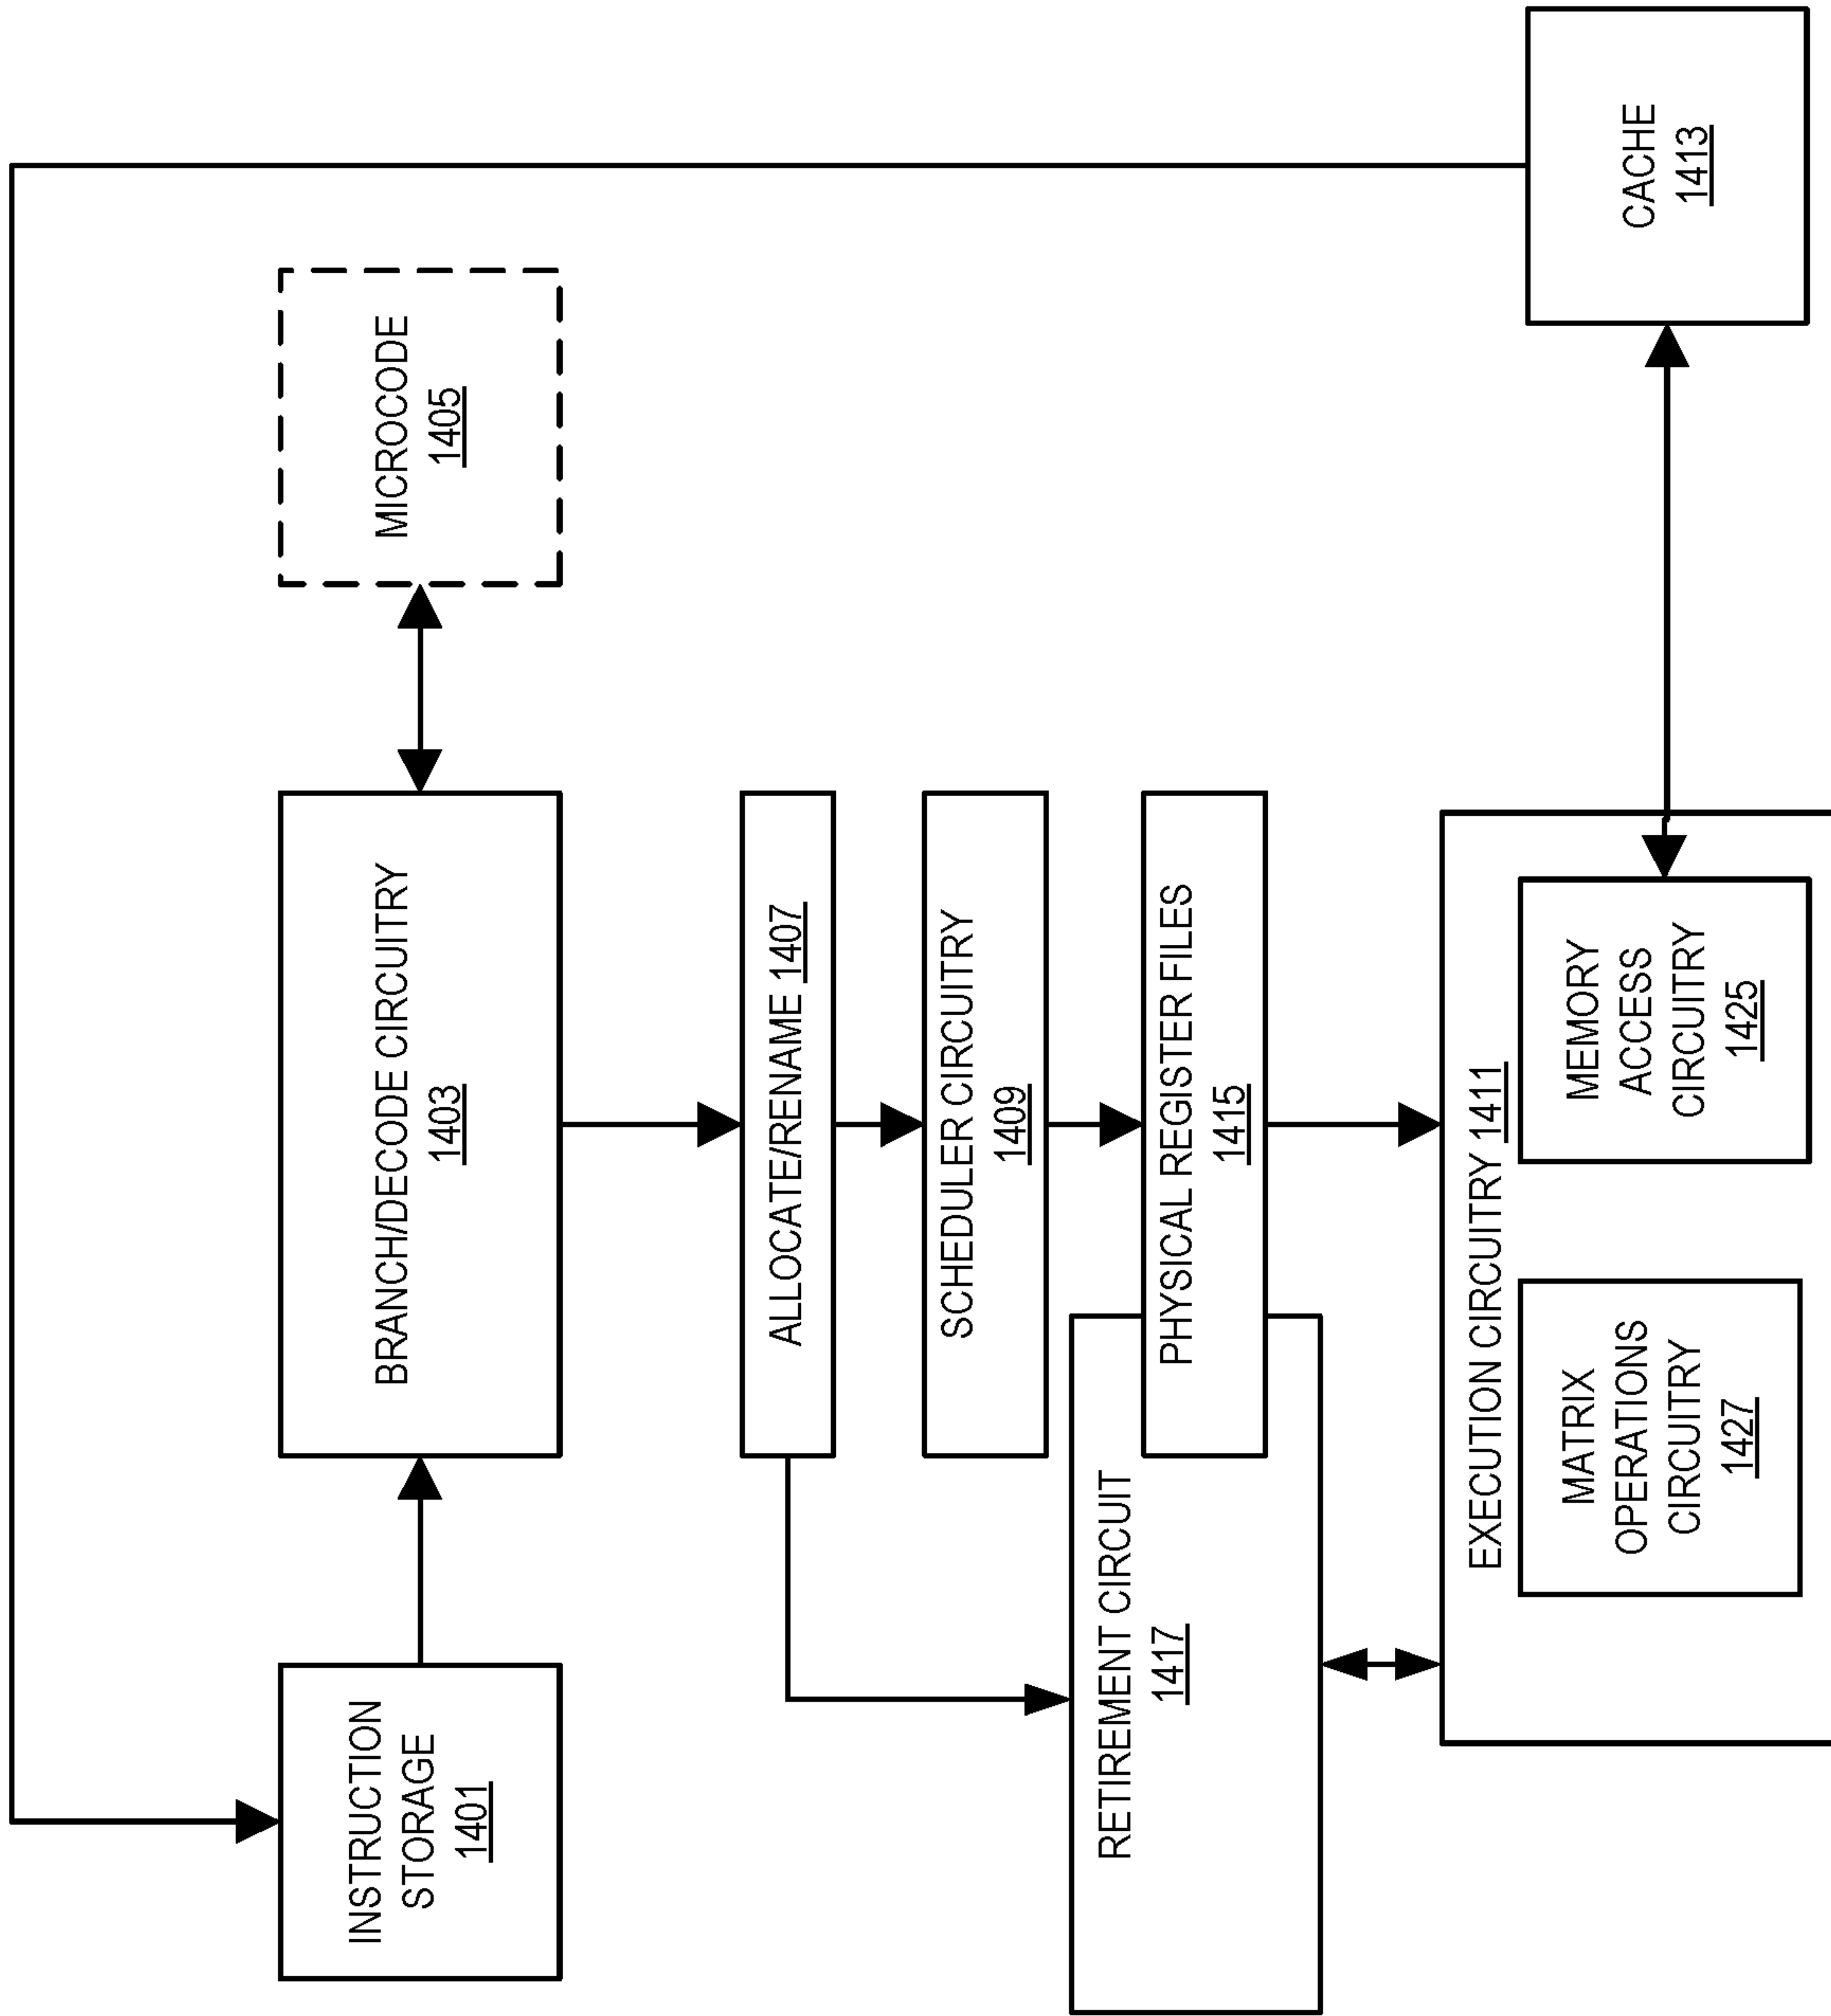 INSTRUCTION
STORAGE
1401
BRANCH/DECODE CIRCUITRY
1403
MICROCODE
1405
ALLOCATE/RENAME 1407
SCHEDULER CIRCUITRY
1409
PHYSICAL REGISTER FILES
1415
RETIREMENT CIRCUIT
1417
EXECUTION CIRCUITRY 1411
MATRIX
OPERATIONS
CIRCUITRY
1427
MEMORY
ACCESS
CIRCUITRY
1425
CACHE
1413